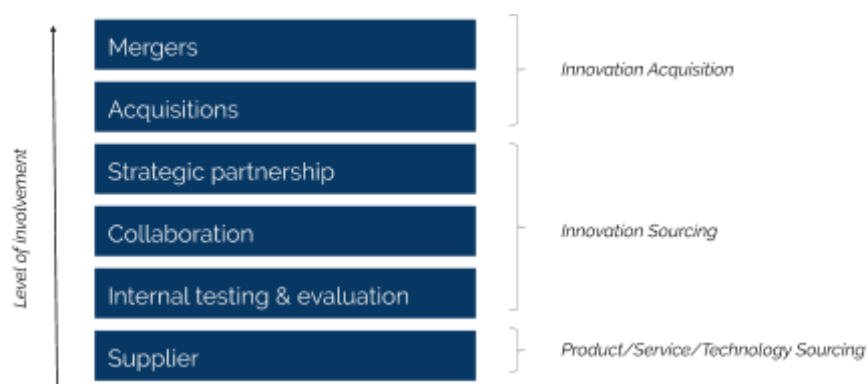 Mergers
Innovation Acquisition
Acquisitions
Strategic partnership
Collaboration
Innovation Sourcing
Internal testing & evaluation
Supplier
Product/Service/Technology Sourcing
Level of involvement